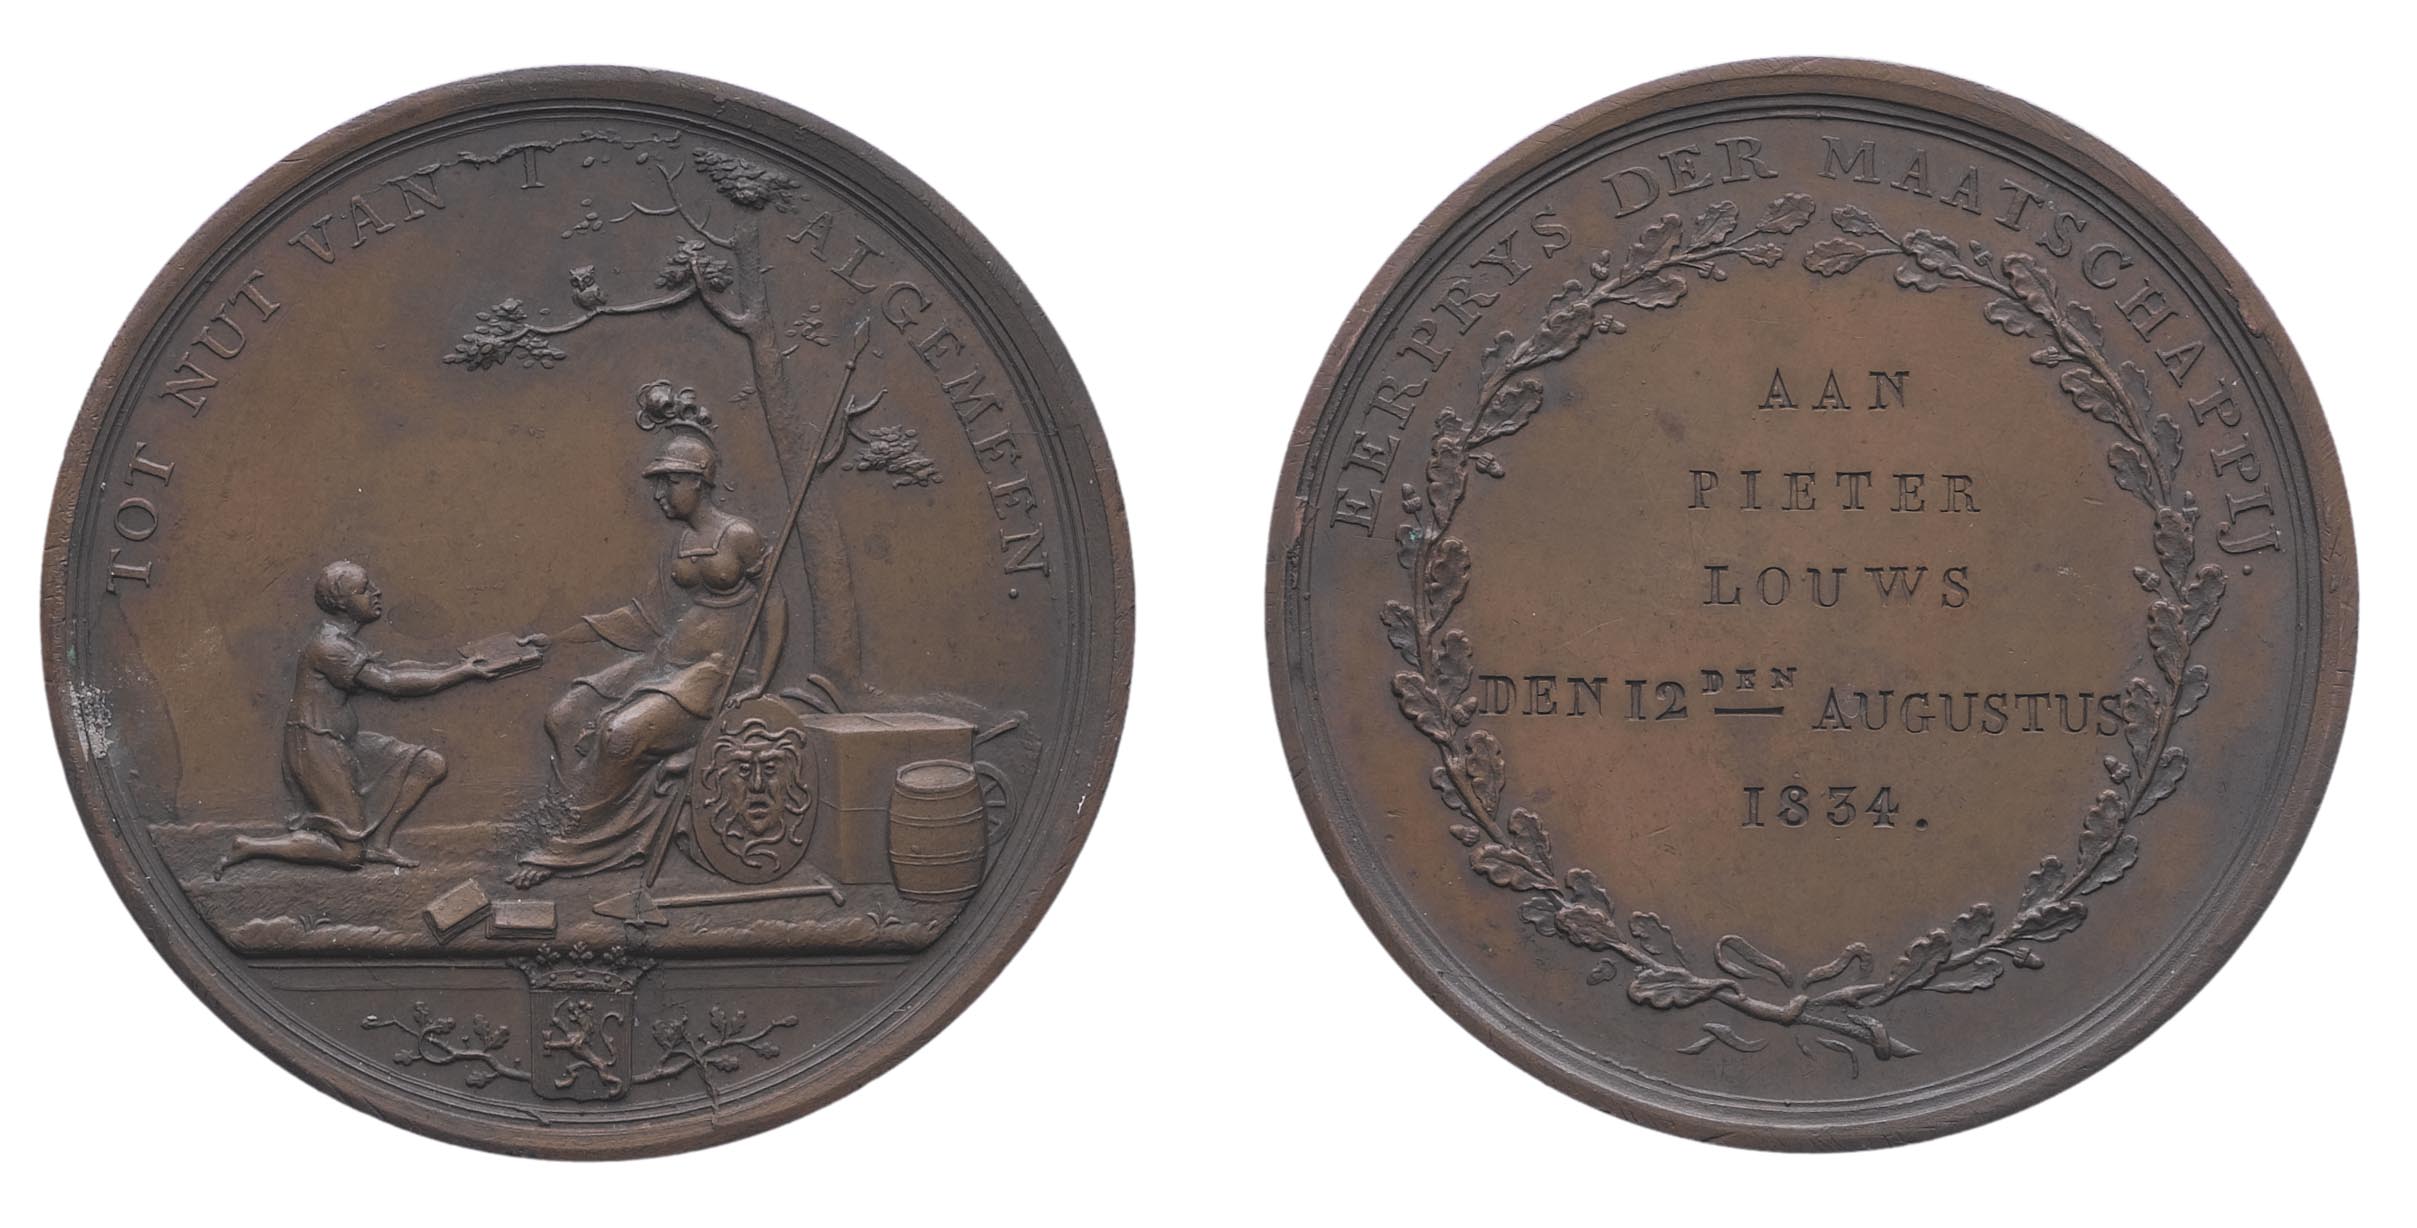 TOT NUT VAN 'T ALGEMEEN.
EERPRYS DER MAATSCHAPPIJ.
AAN
PIETER
LOUWS
DEN 12DEN AUGUSTUS
1834.